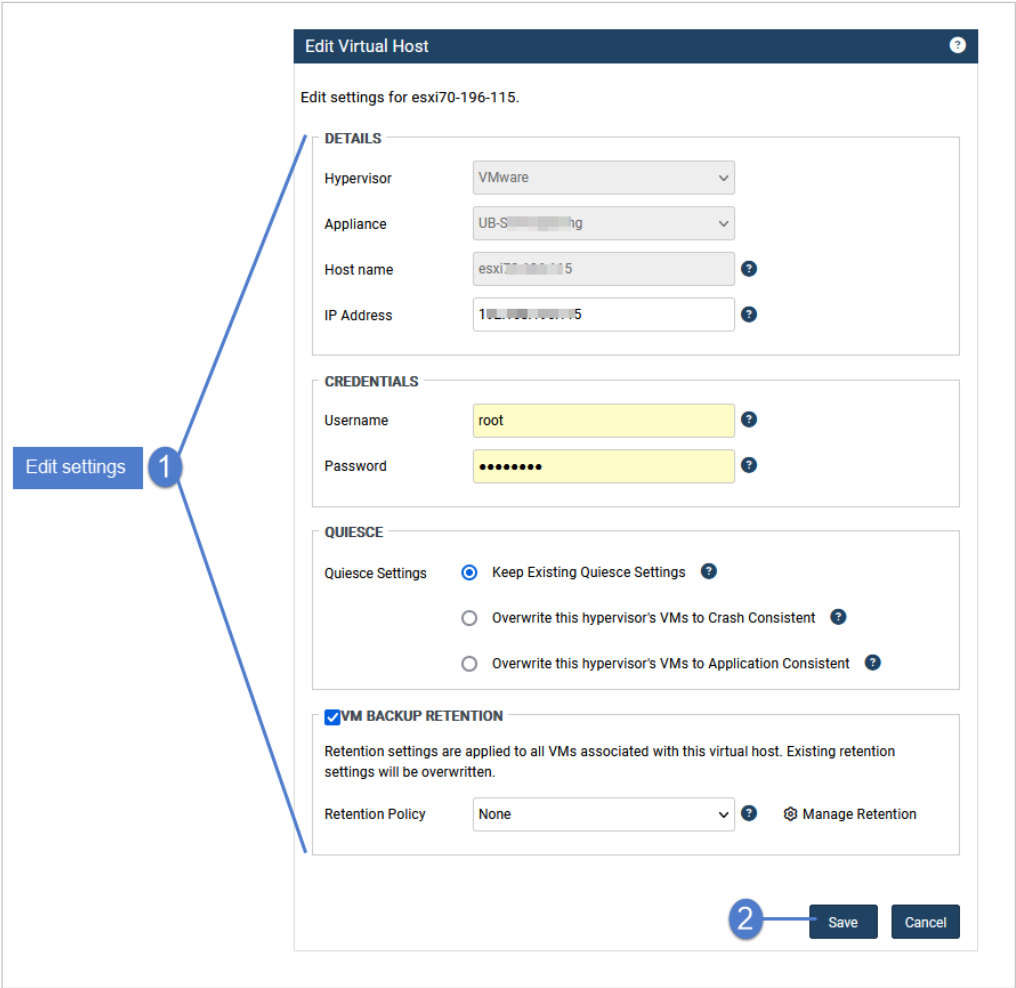 Edit Virtual Host
Edit settings for esxi70-196-115.
DETAILS
Hypervisor VMware
Appliance
Host name
IP Address
CREDENTIALS
Username root
Edit settings 1
Password ••••••••
QUIESCE
Quiesce Settings Keep Existing Quiesce Settings ?
Overwrite this hypervisor's VMs to Crash Consistent ?
Overwrite this hypervisor's VMs to Application Consistent ?
VM BACKUP RETENTION
Retention settings are applied to all VMs associated with this virtual host. Existing retention
settings will be overwritten.
Retention Policy None ? Manage Retention
2 Save Cancel